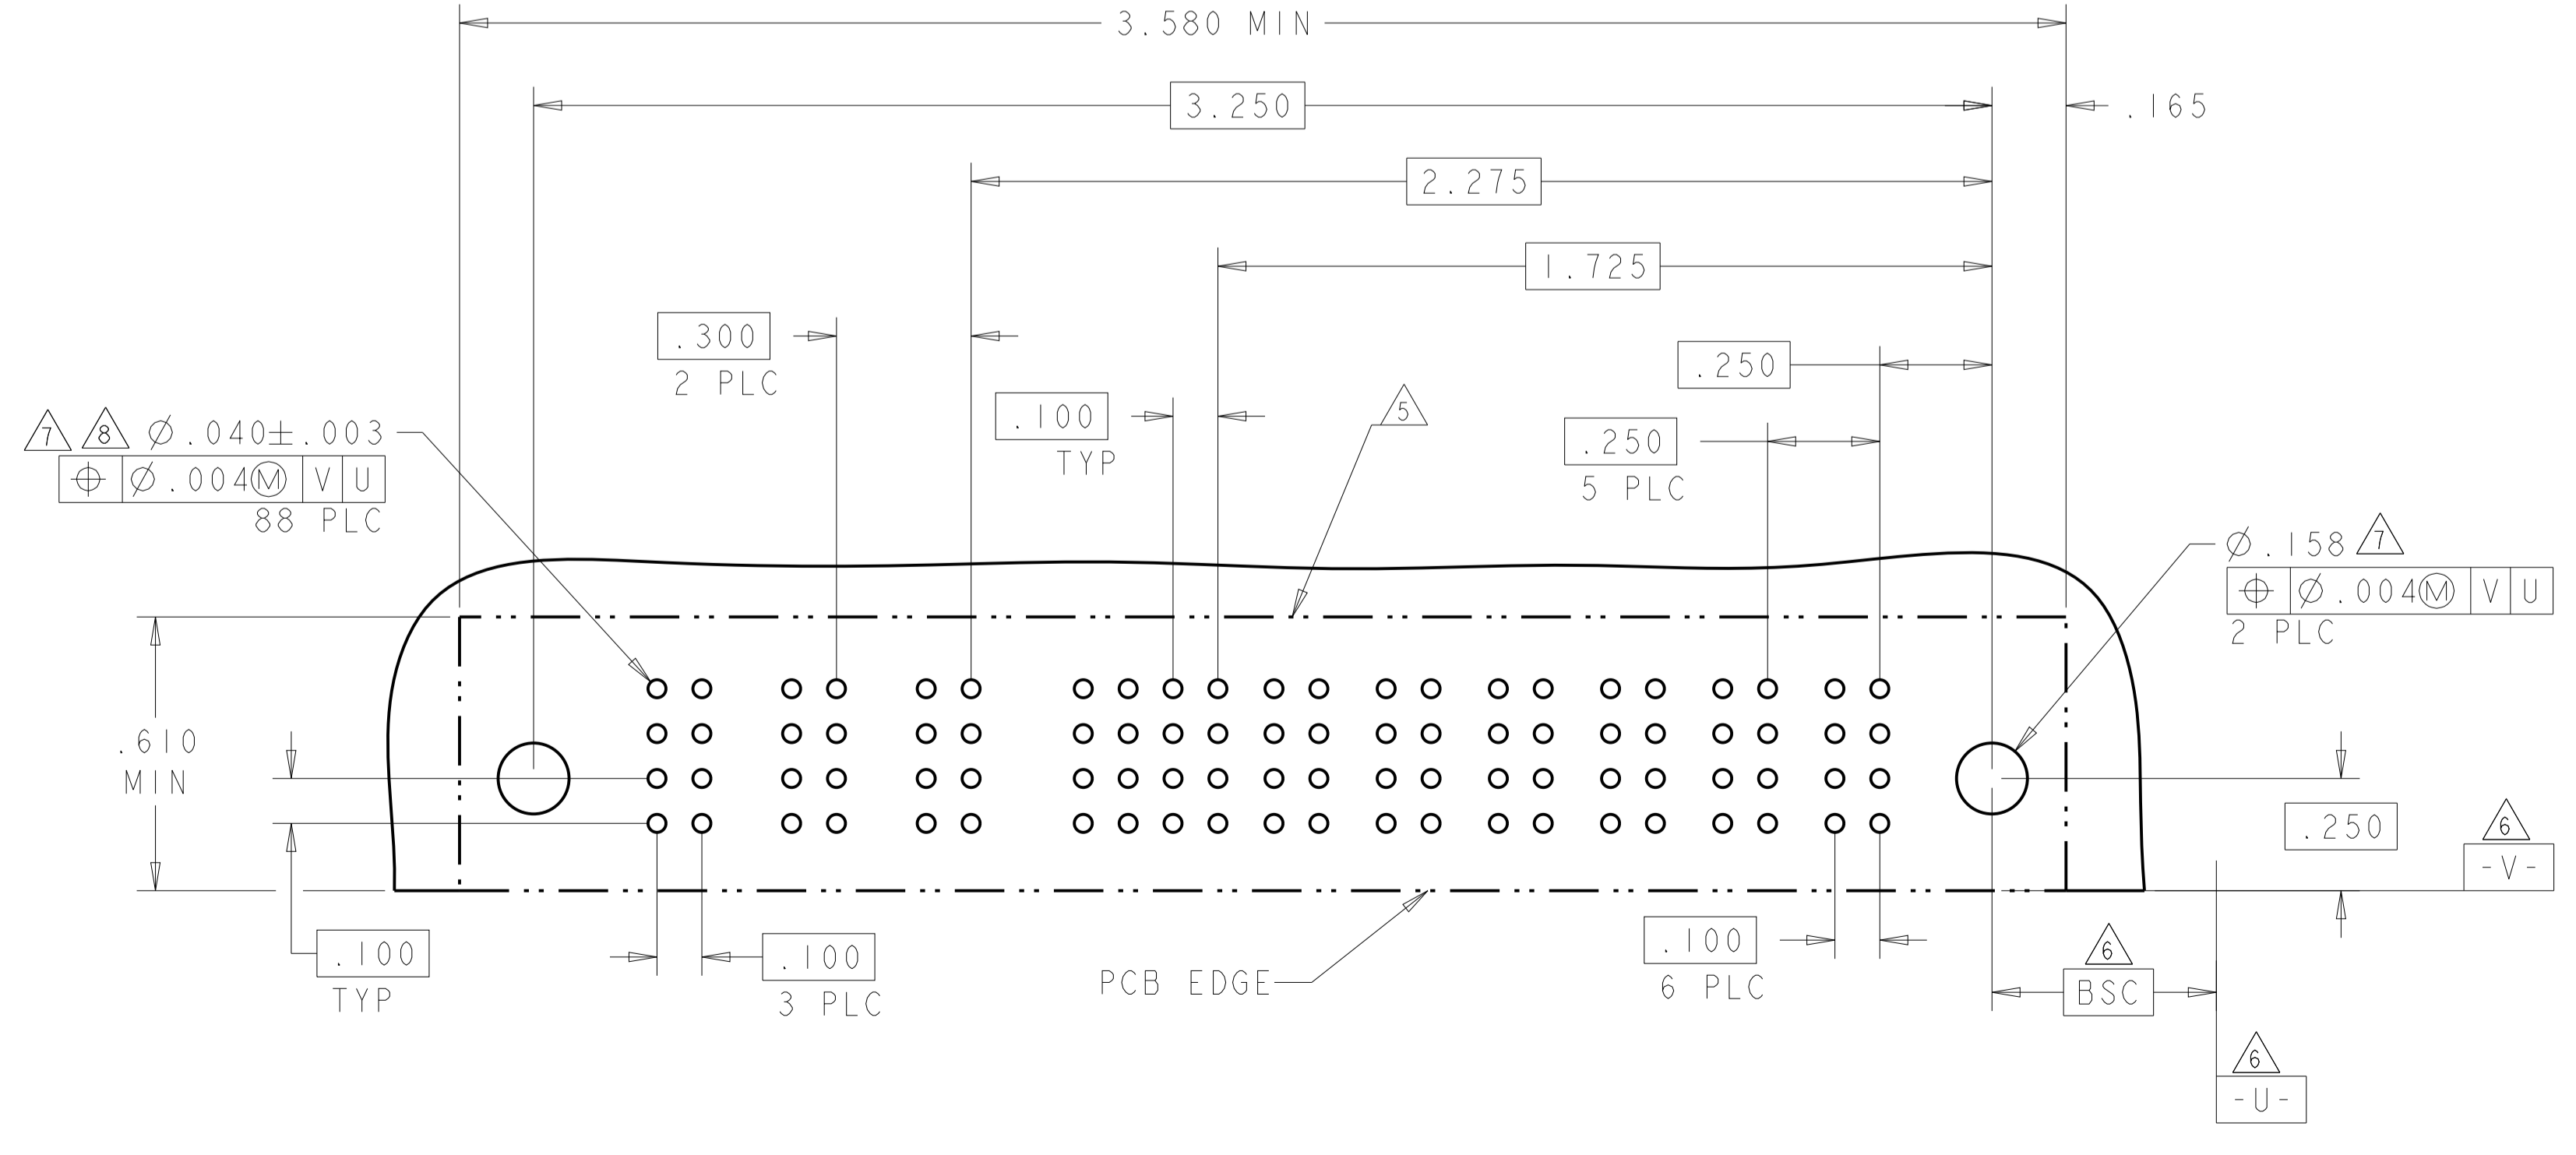 3.580 MIN
3.250
.165
2.275
1.725
.300
2 PLC
.250
.100
TYP
5
.250
5 PLC
7 8 ⌀.040±.003
⌖ ⌀.004Ⓜ V U
88 PLC
⌀.158 7
⌖ ⌀.004Ⓜ V U
2 PLC
.610
MIN
.250
6
-V-
.100
TYP
.100
3 PLC
PCB EDGE
.100
6 PLC
6
BSC
6
-U-